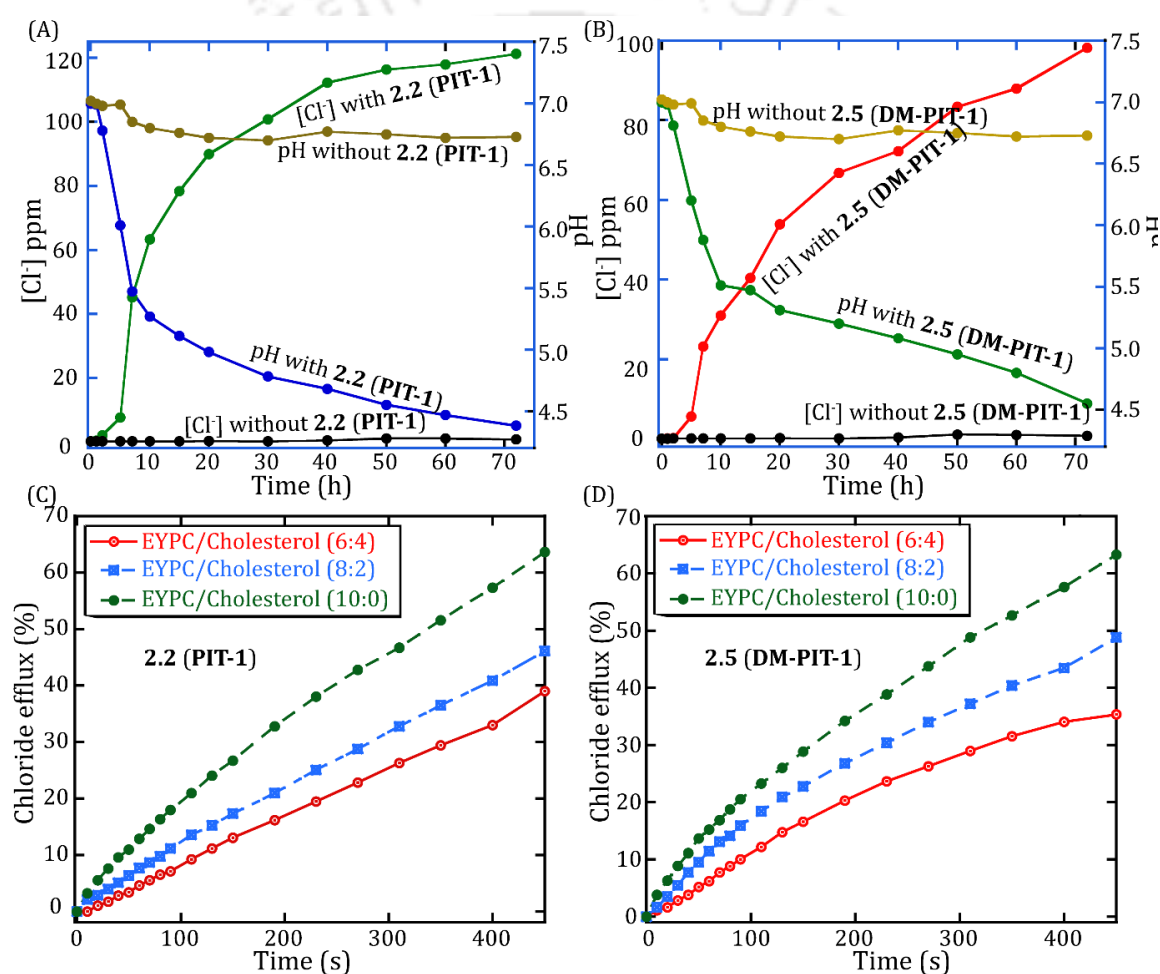 (A)
120
100
80
60
40
20
0
[Cl⁻] ppm
7.5
7.0
6.5
6.0
5.5
5.0
4.5
pH
[Cl⁻] with 2.2 (PIT-1)
pH without 2.2 (PIT-1)
pH with 2.2 (PIT-1)
[Cl⁻] without 2.2 (PIT-1)
0 10 20 30 40 50 60 70
Time (h)
(B)
100
80
60
40
20
0
[Cl⁻] ppm
7.5
7.0
6.5
6.0
5.5
5.0
4.5
pH
pH without 2.5 (DM-PIT-1)
[Cl⁻] with 2.5 (DM-PIT-1)
pH with 2.5 (DM-PIT-1)
[Cl⁻] without 2.5 (DM-PIT-1)
0 10 20 30 40 50 60 70
Time (h)
(C)
70
60
50
40
30
20
10
0
Chloride efflux (%)
EYPC/Cholesterol (6:4)
EYPC/Cholesterol (8:2)
EYPC/Cholesterol (10:0)
2.2 (PIT-1)
0 100 200 300 400
Time (s)
(D)
70
60
50
40
30
20
10
0
Chloride efflux (%)
EYPC/Cholesterol (6:4)
EYPC/Cholesterol (8:2)
EYPC/Cholesterol (10:0)
2.5 (DM-PIT-1)
0 100 200 300 400
Time (s)